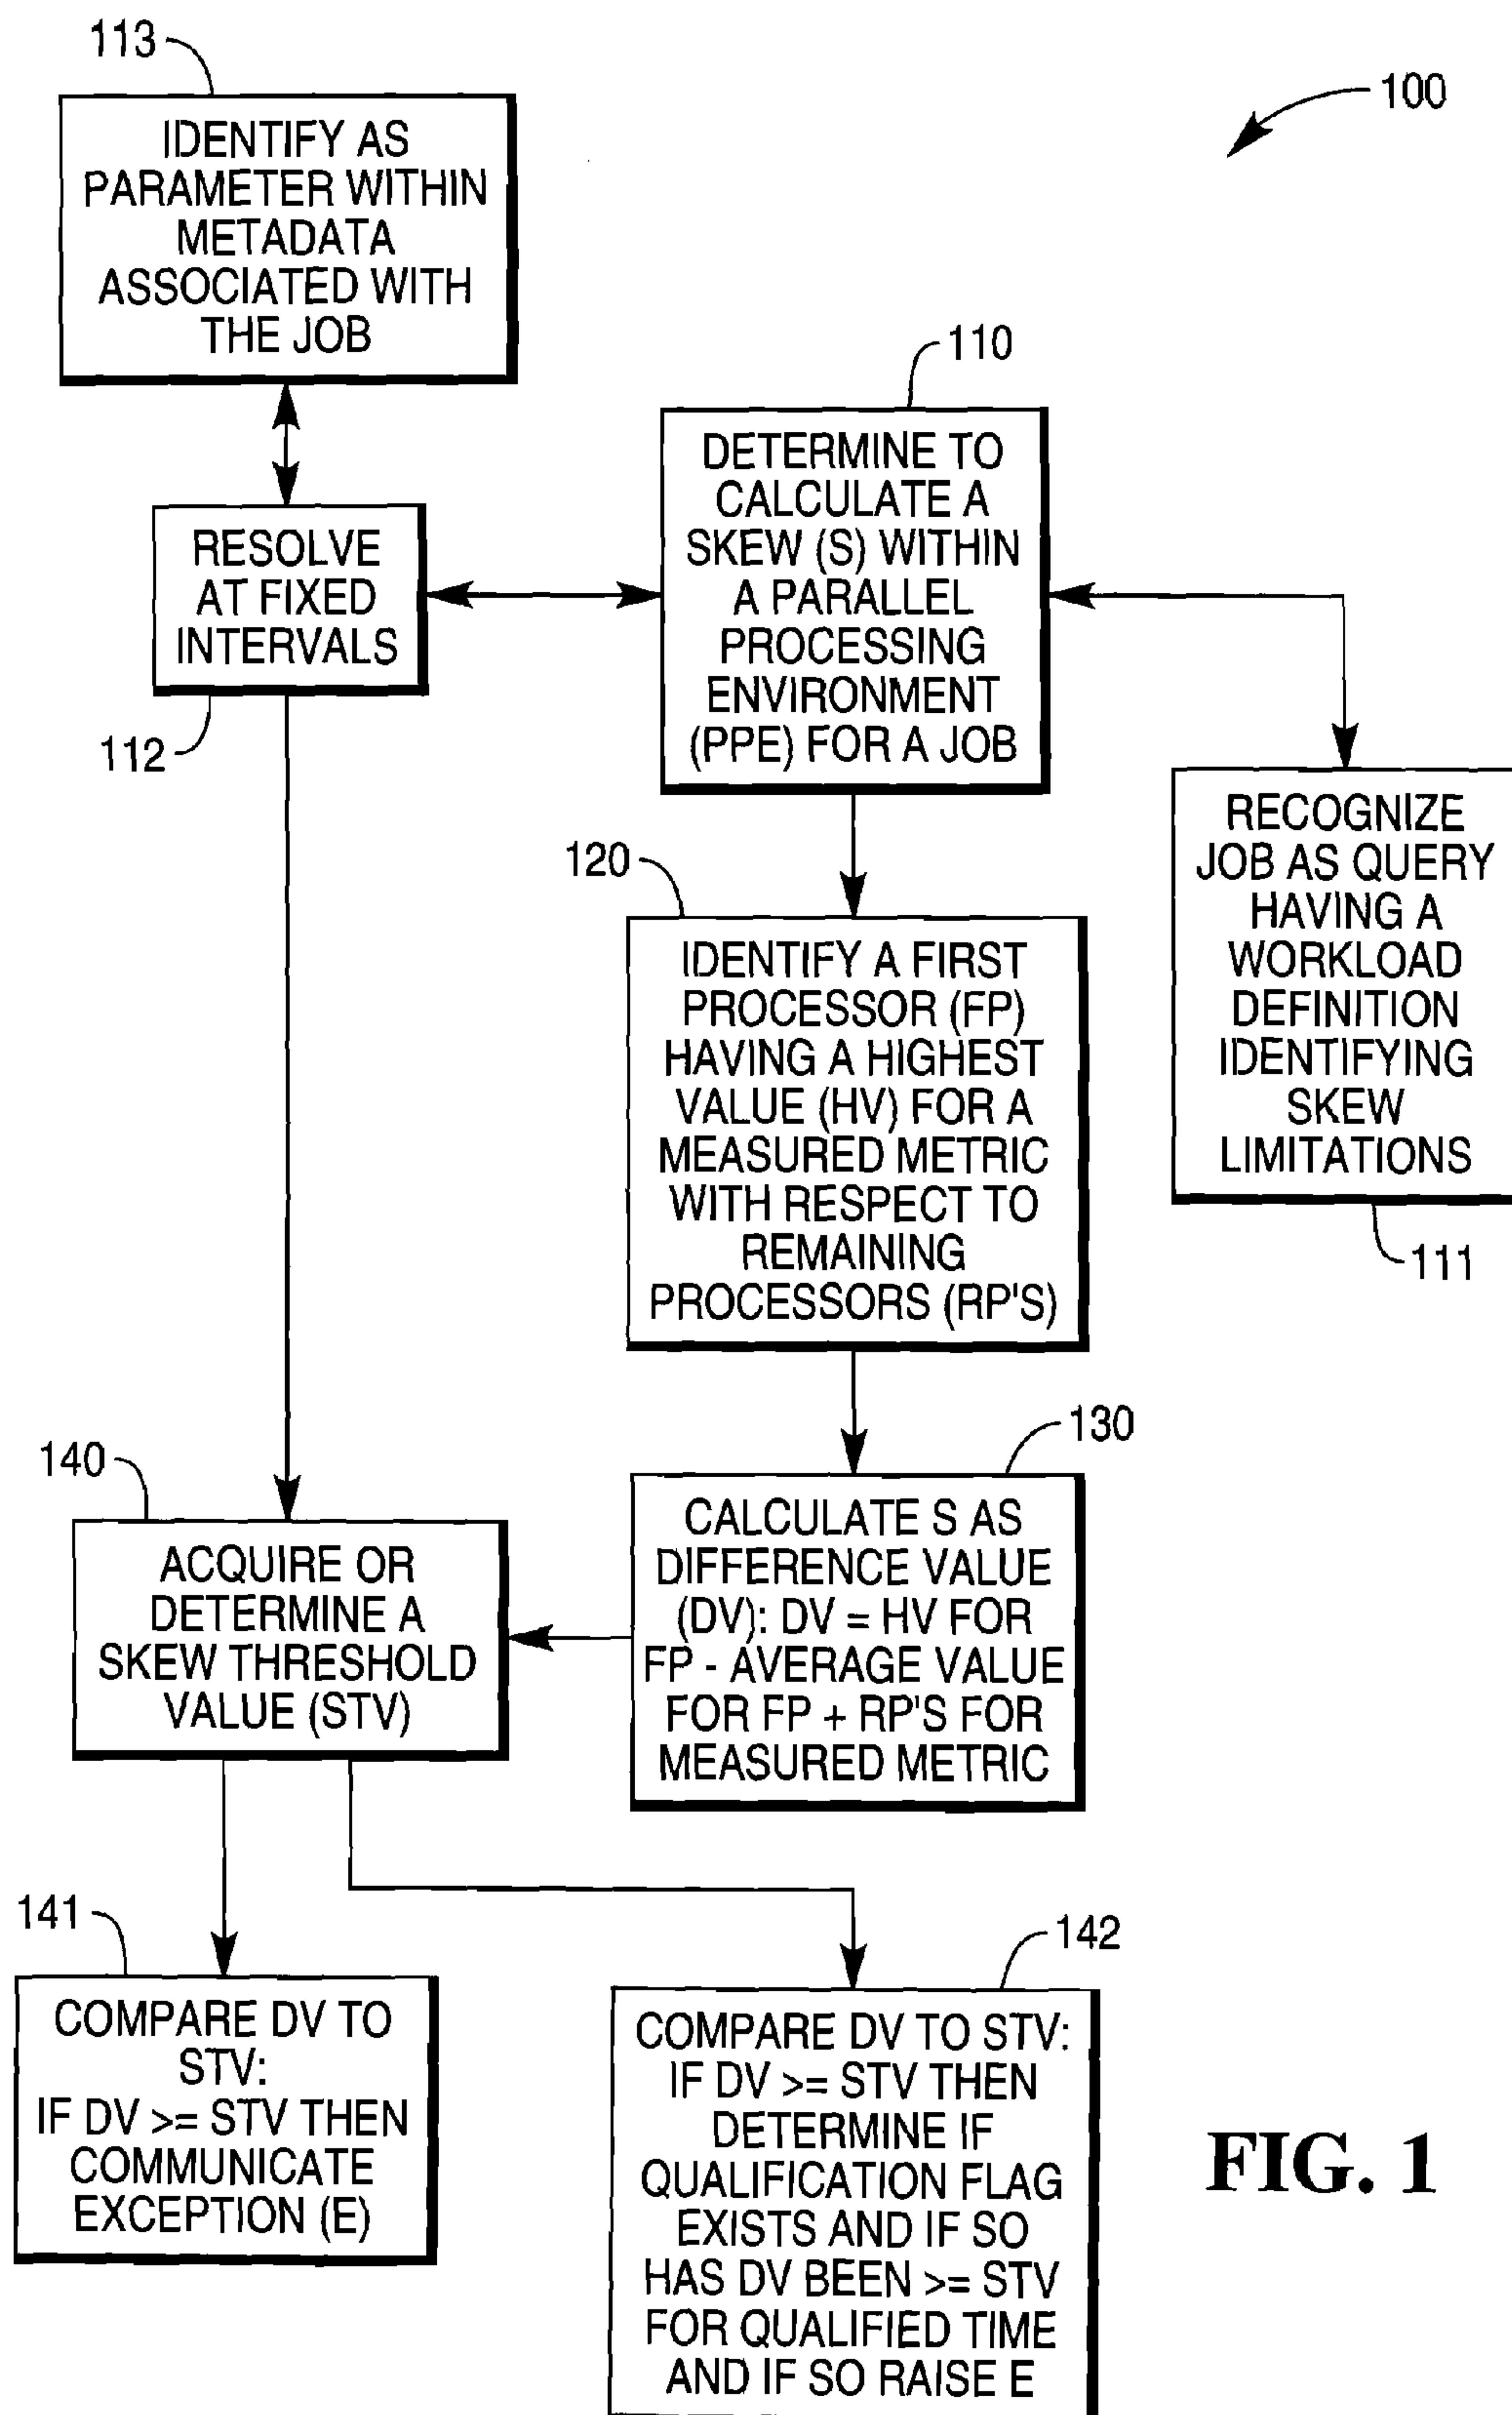 113
100
IDENTIFY AS
PARAMETER WITHIN
METADATA
ASSOCIATED WITH
THE JOB
110
DETERMINE TO
CALCULATE A
SKEW (S) WITHIN
A PARALLEL
PROCESSING
ENVIRONMENT
(PPE) FOR A JOB
RESOLVE
AT FIXED
INTERVALS
112
RECOGNIZE
JOB AS QUERY
HAVING A
WORKLOAD
DEFINITION
IDENTIFYING
SKEW
LIMITATIONS
111
120
IDENTIFY A FIRST
PROCESSOR (FP)
HAVING A HIGHEST
VALUE (HV) FOR A
MEASURED METRIC
WITH RESPECT TO
REMAINING
PROCESSORS (RP'S)
130
CALCULATE S AS
DIFFERENCE VALUE
(DV): DV = HV FOR
FP - AVERAGE VALUE
FOR FP + RP'S FOR
MEASURED METRIC
140
ACQUIRE OR
DETERMINE A
SKEW THRESHOLD
VALUE (STV)
141
COMPARE DV TO
STV:
IF DV >= STV THEN
COMMUNICATE
EXCEPTION (E)
142
COMPARE DV TO STV:
IF DV >= STV THEN
DETERMINE IF
QUALIFICATION FLAG
EXISTS AND IF SO
HAS DV BEEN >= STV
FOR QUALIFIED TIME
AND IF SO RAISE E
FIG. 1